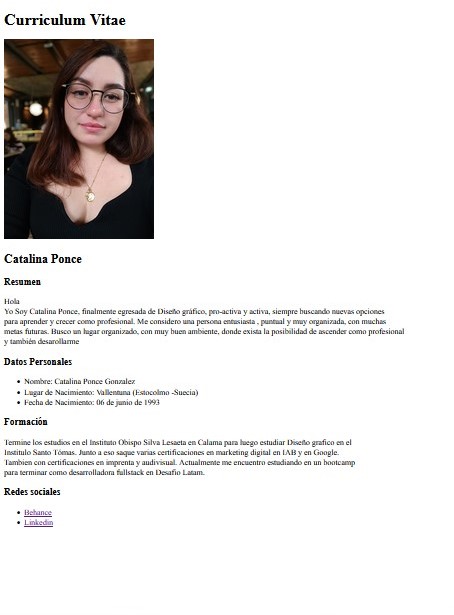 Curriculum Vitae
Catalina Ponce
Resumen
Hola
Yo Soy Catalina Ponce, finalmente egresada de Diseño gráfico, pro-activa y activa, siempre buscando nuevas opciones
para aprender y crecer como profesional. Me considero una persona entusiasta , puntual y muy organizada, con muchas
metas futuras. Busco un lugar organizado, con muy buen ambiente, donde exista la posibilidad de ascender como profesional
y también desarollarme
Datos Personales
• Nombre: Catalina Ponce Gonzalez
• Lugar de Nacimiento: Vallentuna (Estocolmo -Suecia)
• Fecha de Nacimiento: 06 de junio de 1993
Formación
Termine los estudios en el Instituto Obispo Silva Lesaeta en Calama para luego estudiar Diseño grafico en el
Instituto Santo Tómas. Junto a eso saque varias certificaciones en marketing digital en IAB y en Google.
Tambien con certificaciones en imprenta y audivisual. Actualmente me encuentro estudiando en un bootcamp
para terminar como desarrolladora fullstack en Desafío Latam.
Redes sociales
• Behance
• Linkedin